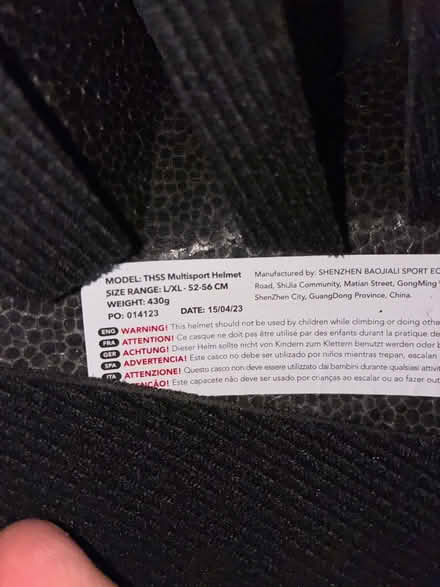 MODEL: THSS Multisport Helmet
SIZE RANGE: L/XL - 52-56 CM
WEIGHT: 430g
PO: 014123 DATE: 15/04/23
Manufactured by: SHENZHEN BAOJIALI SPORT
Road, ShiJia Community, Matian Street, GongMing
ShenZhen City, GuangDong Province, China.
ENG WARNING! This helmet should not be used by children while climbing or doing other
FRA ATTENTION! Ce casque ne doit pas être utilisé par des enfants durant la pratique de
GER ACHTUNG! Dieser Helm sollte nicht von Kindern zum Klettern benutzt werden oder
SPA ADVERTENCIA! Este casco no debe ser utilizado por niños mientras trepan, escalan
ITA ATTENZIONE! Questo casco non deve essere utilizzato dai bambini durante qualsiasi
ENÇÃO! Este capacete não deve ser usado por crianças ao escalar ou ao fazer